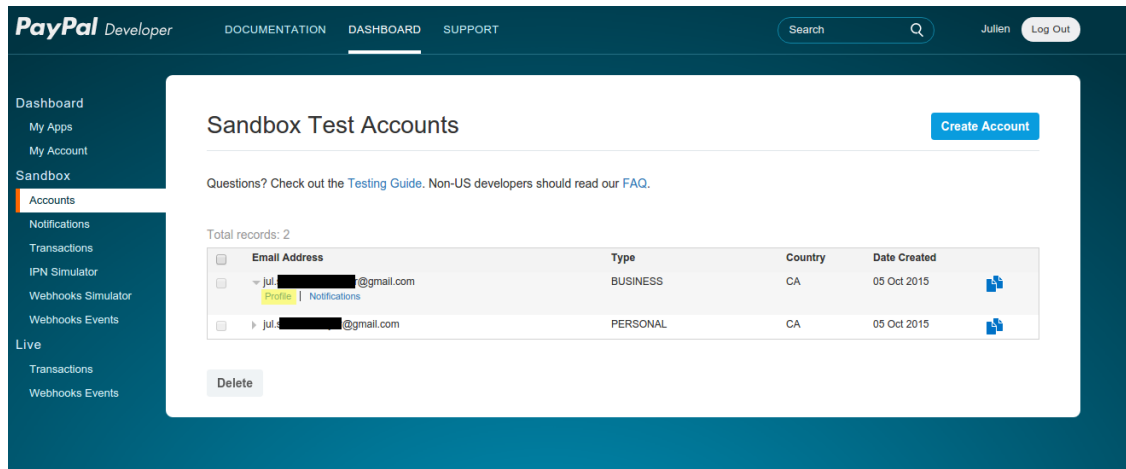 PayPal Developer DOCUMENTATION DASHBOARD SUPPORT Search Julien Log Out
Dashboard
My Apps
My Account
Sandbox
Accounts
Notifications
Transactions
IPN Simulator
Webhooks Simulator
Webhooks Events
Live
Transactions
Webhooks Events
Sandbox Test Accounts
Create Account
Questions? Check out the Testing Guide. Non-US developers should read our FAQ.
Total records: 2
Email Address Type Country Date Created
jul. r@gmail.com BUSINESS CA 05 Oct 2015
Profile | Notifications
jul.s @gmail.com PERSONAL CA 05 Oct 2015
Delete